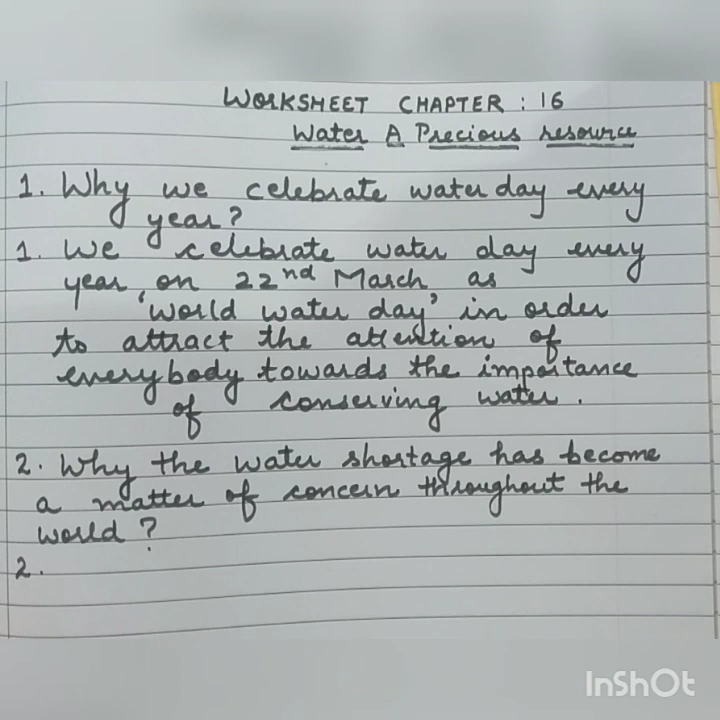 WORKSHEET CHAPTER : 16
Water A Precious resource
1. Why we celebrate water day every
year?
1. We celebrate water day every
year, on 22nd March as
'world water day' in order
to attract the attention of
everybody towards the importance
of conserving water.
2. Why the water shortage has become
a matter of concern throughout the
world ?
2.
InShOt